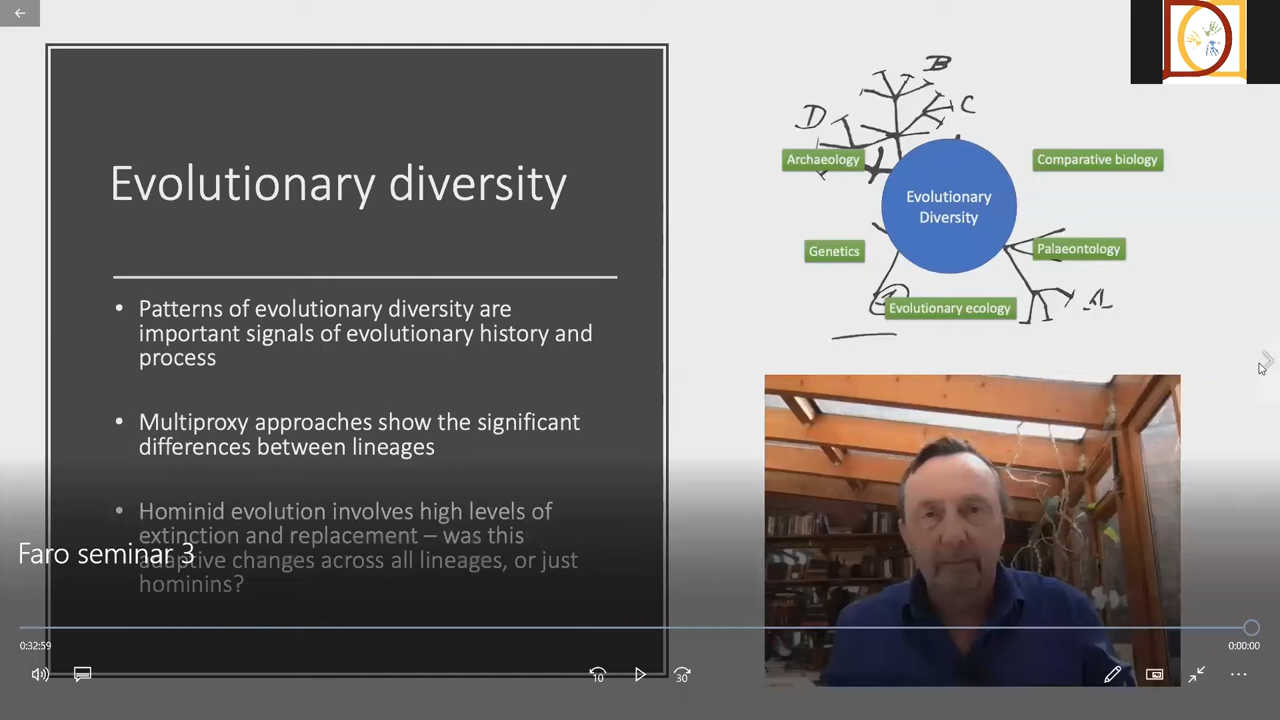 Evolutionary diversity
• Patterns of evolutionary diversity are
important signals of evolutionary history and
process
• Multiproxy approaches show the significant
differences between lineages
• Hominid evolution involves high levels of
extinction and replacement – was this
adaptive changes across all lineages, or just
hominins?
Faro seminar 3
0:32:59
10
30
0:00:00
B
C
D
Archaeology
Comparative biology
Evolutionary
Diversity
Genetics
Palaeontology
Evolutionary ecology
1
A